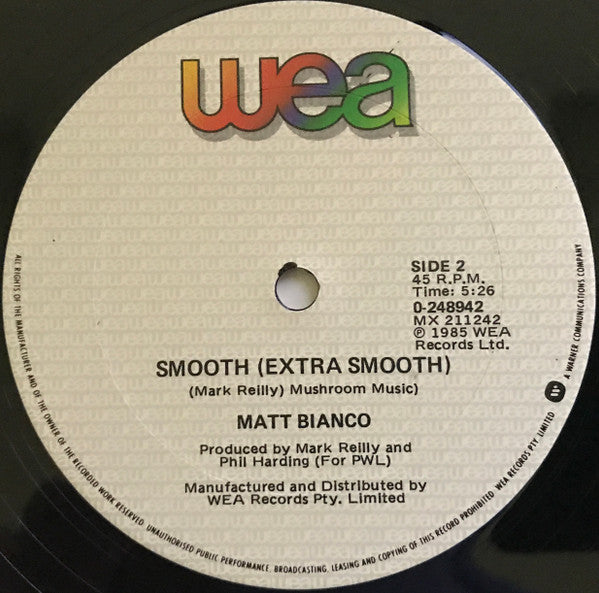 wea
SIDE 2
45 R.P.M.
Time: 5:26
0-248942
MX 211242
℗ 1985 WEA
Records Ltd.
SMOOTH (EXTRA SMOOTH)
(Mark Reilly) Mushroom Music)
MATT BIANCO
Produced by Mark Reilly and
Phil Harding (For PWL)
Manufactured and Distributed by
WEA Records Pty. Limited
ALL RIGHTS OF THE MANUFACTURER AND OF THE OWNER OF THE RECORDED WORK RESERVED. UNAUTHORISED PUBLIC PERFORMANCE, BROADCASTING, LEASING AND COPYING OF THIS RECORD PROHIBITED. WEA RECORDS PTY. LIMITED
A WARNER COMMUNICATIONS COMPANY